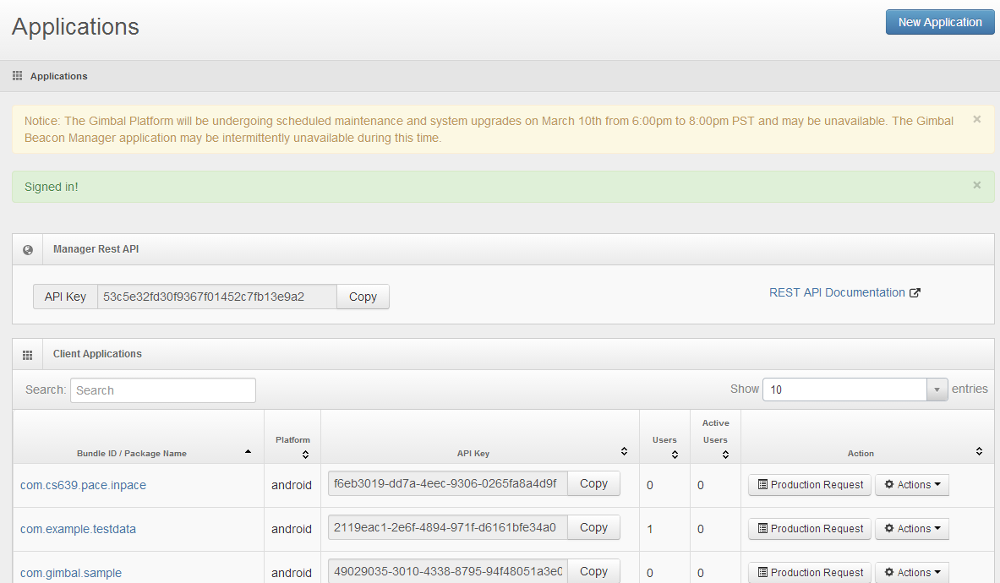 Applications
New Application
Applications
Notice: The Gimbal Platform will be undergoing scheduled maintenance and system upgrades on March 10th from 6:00pm to 8:00pm PST and may be unavailable. The Gimbal
Beacon Manager application may be intermittently unavailable during this time.
×
Signed in!
×
Manager Rest API
API Key 53c5e32fd30f9367f01452c7fb13e9a2 Copy
REST API Documentation
Client Applications
Search: Search
Show 10 entries
Bundle ID / Package Name Platform API Key Users Active Users Action
com.cs639.pace.inpace android f6eb3019-dd7a-4eec-9306-0265fa8a4d9f Copy 0 0 Production Request Actions
com.example.testdata android 2119eac1-2e6f-4894-971f-d6161bfe34a0 Copy 1 0 Production Request Actions
com.gimbal.sample android 49029035-3010-4338-8795-94f48051a3e0 Copy 0 0 Production Request Actions